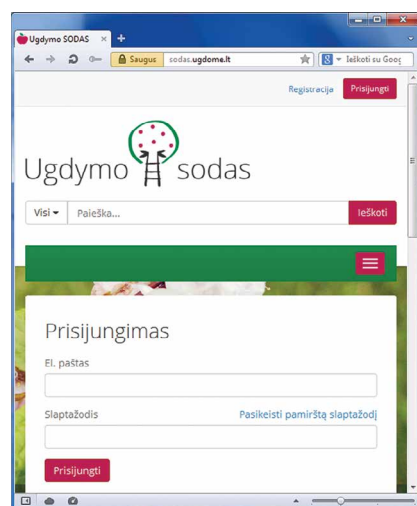 Ugdymo SODAS
Saugus sodas.ugdome.lt Ieškoti su Goog
Registracija Prisijungti
Ugdymo sodas
Visi Paieška... Ieškoti
Prisijungimas
El. paštas
Slaptažodis Pasikeisti pamirštą slaptažodį
Prisijungti